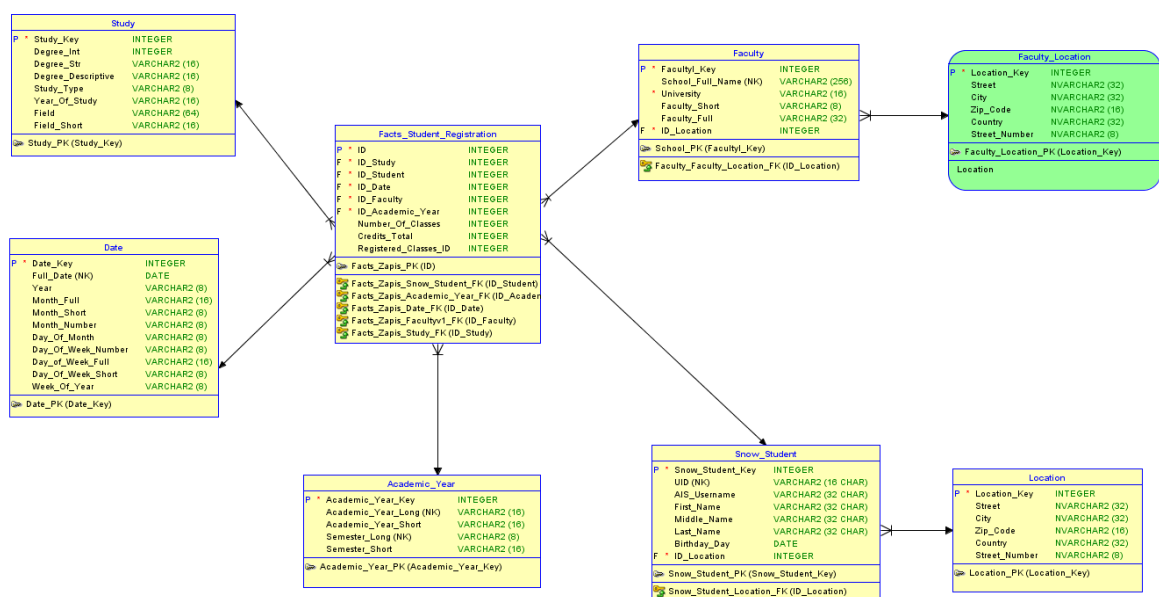 Study
P * Study_Key INTEGER
Degree_Int INTEGER
Degree_Str VARCHAR2 (16)
Degree_Descriptive VARCHAR2 (16)
Study_Type VARCHAR2 (8)
Year_Of_Study VARCHAR2 (16)
Field VARCHAR2 (64)
Field_Short VARCHAR2 (16)
Study_PK (Study_Key)
Faculty
P * Facultyl_Key INTEGER
School_Full_Name (NK) VARCHAR2 (256)
* University VARCHAR2 (16)
Faculty_Short VARCHAR2 (8)
Faculty_Full VARCHAR2 (32)
F * ID_Location INTEGER
School_PK (Facultyl_Key)
Faculty_Faculty_Location_FK (ID_Location)
Faculty_Location
P * Location_Key INTEGER
Street NVARCHAR2 (32)
City NVARCHAR2 (32)
Zip_Code NVARCHAR2 (16)
Country NVARCHAR2 (32)
Street_Number NVARCHAR2 (8)
Faculty_Location_PK (Location_Key)
Location
Facts_Student_Registration
P * ID INTEGER
F * ID_Study INTEGER
F * ID_Student INTEGER
F * ID_Date INTEGER
F * ID_Faculty INTEGER
F * ID_Academic_Year INTEGER
Number_Of_Classes INTEGER
Credits_Total INTEGER
Registered_Classes_ID INTEGER
Facts_Zapis_PK (ID)
Facts_Zapis_Snow_Student_FK (ID_Student)
Facts_Zapis_Academic_Year_FK (ID_Academ
Facts_Zapis_Date_FK (ID_Date)
Facts_Zapis_Facultyv1_FK (ID_Faculty)
Facts_Zapis_Study_FK (ID_Study)
Date
P * Date_Key INTEGER
Full_Date (NK) DATE
Year VARCHAR2 (8)
Month_Full VARCHAR2 (16)
Month_Short VARCHAR2 (8)
Month_Number VARCHAR2 (8)
Day_Of_Month VARCHAR2 (8)
Day_Of_Week_Number VARCHAR2 (8)
Day_of_Week_Full VARCHAR2 (16)
Day_Of_Week_Short VARCHAR2 (8)
Week_Of_Year VARCHAR2 (8)
Date_PK (Date_Key)
Academic_Year
P * Academic_Year_Key INTEGER
Academic_Year_Long (NK) VARCHAR2 (16)
Academic_Year_Short VARCHAR2 (16)
Semester_Long (NK) VARCHAR2 (8)
Semester_Short VARCHAR2 (16)
Academic_Year_PK (Academic_Year_Key)
Snow_Student
P * Snow_Student_Key INTEGER
UID (NK) VARCHAR2 (16 CHAR)
AIS_Username VARCHAR2 (32 CHAR)
First_Name VARCHAR2 (32 CHAR)
Middle_Name VARCHAR2 (32 CHAR)
Last_Name VARCHAR2 (32 CHAR)
Birthday_Day DATE
F * ID_Location INTEGER
Snow_Student_PK (Snow_Student_Key)
Snow_Student_Location_FK (ID_Location)
Location
P * Location_Key INTEGER
Street NVARCHAR2 (32)
City NVARCHAR2 (32)
Zip_Code NVARCHAR2 (16)
Country NVARCHAR2 (32)
Street_Number NVARCHAR2 (8)
Location_PK (Location_Key)